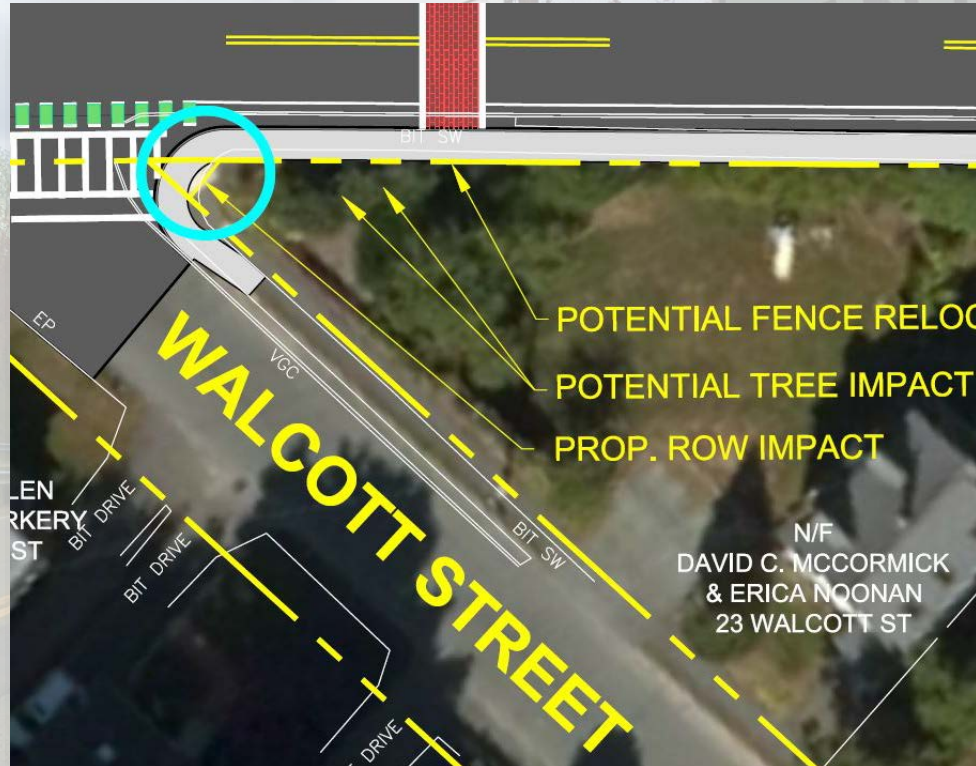 BIT SW
POTENTIAL FENCE RELOC
POTENTIAL TREE IMPACT
PROP. ROW IMPACT
EP
VGC
WALCOTT STREET
BIT SW
LEN
RKERY
ST
BIT DRIVE
BIT DRIVE
DRIVE
N/F
DAVID C. MCCORMICK
& ERICA NOONAN
23 WALCOTT ST